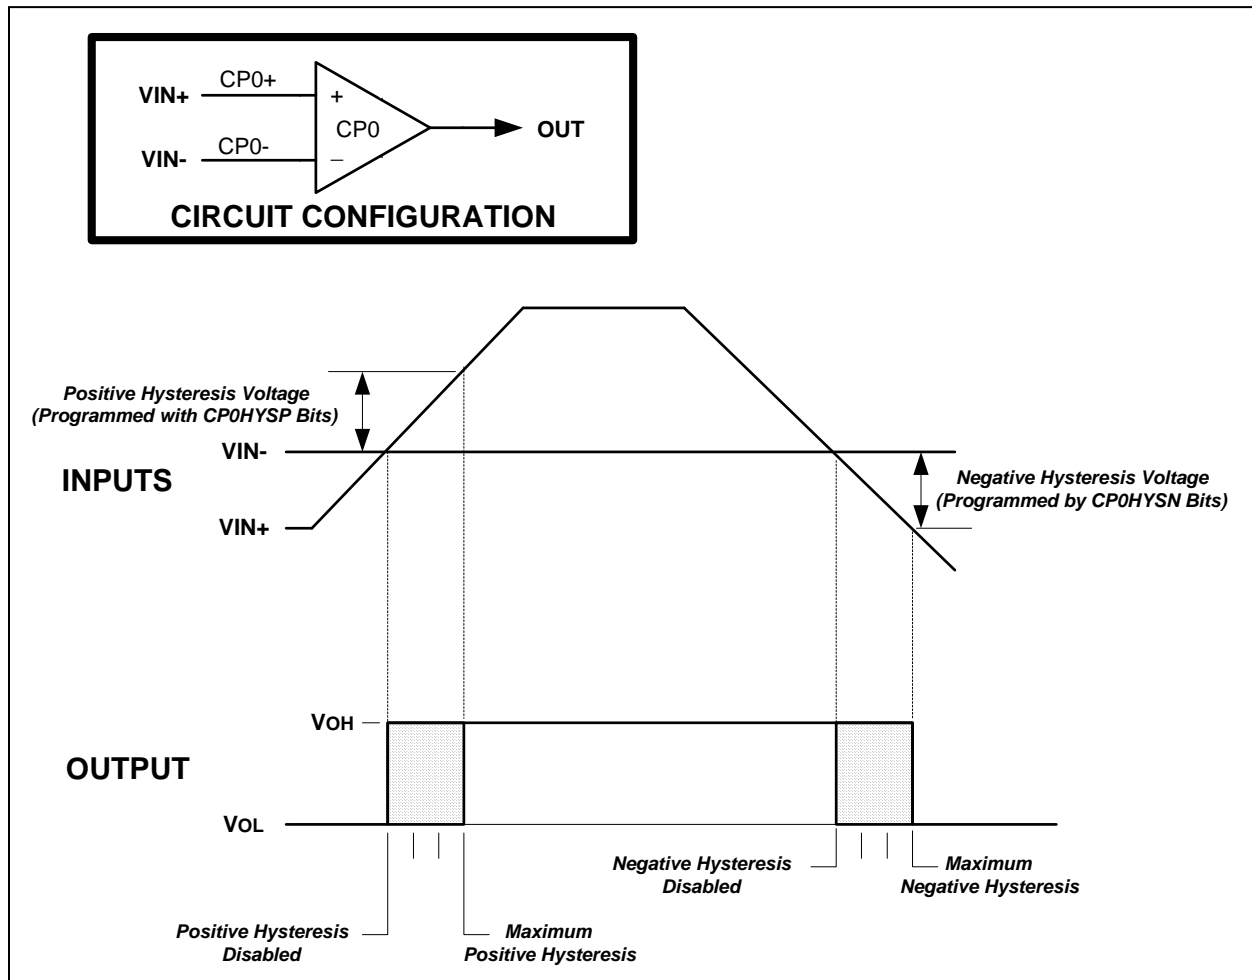 VIN+
CP0+
+
CP0
OUT
VIN-
CP0-
–
CIRCUIT CONFIGURATION
Positive Hysteresis Voltage
(Programmed with CP0HYSP Bits)
VIN-
INPUTS
VIN+
Negative Hysteresis Voltage
(Programmed by CP0HYSN Bits)
VOH
OUTPUT
VOL
Negative Hysteresis
Disabled
Maximum
Negative Hysteresis
Positive Hysteresis
Disabled
Maximum
Positive Hysteresis